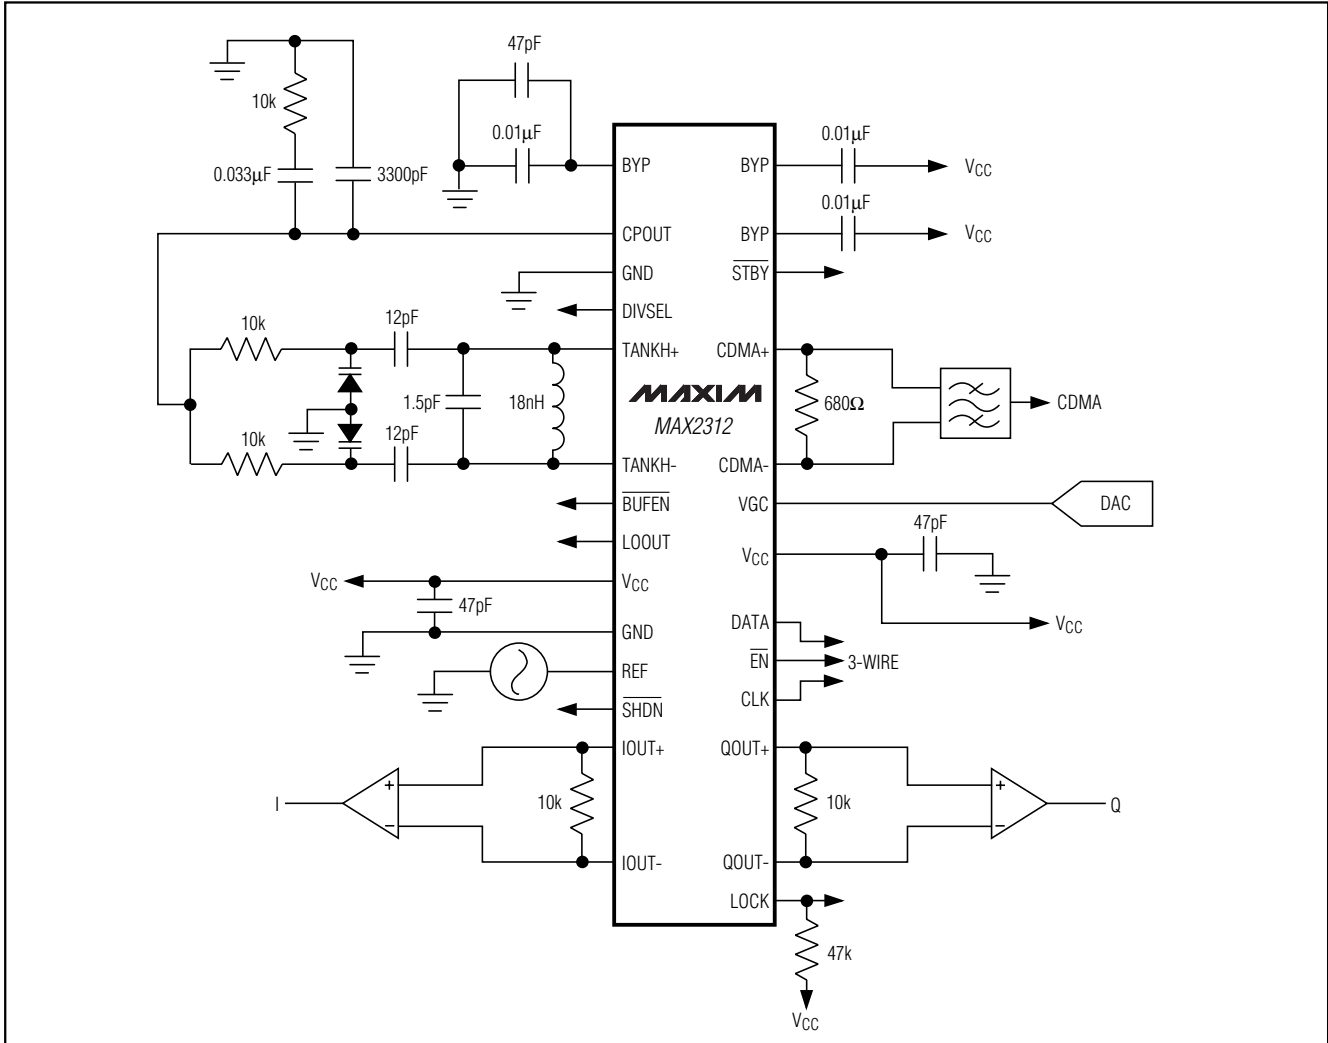 47pF
10k
0.01µF
0.01µF
BYP
BYP
VCC
0.033µF
3300pF
0.01µF
CPOUT
BYP
VCC
GND
STBY
DIVSEL
12pF
10k
TANKH+
CDMA+
MAXIM
1.5pF
18nH
680Ω
CDMA
MAX2312
12pF
10k
TANKH-
CDMA-
BUFEN
VGC
DAC
47pF
LOOUT
VCC
VCC
VCC
47pF
DATA
VCC
GND
EN
3-WIRE
REF
CLK
SHDN
IOUT+
QOUT+
+
+
I
10k
10k
Q
−
−
IOUT-
QOUT-
LOCK
47k
VCC